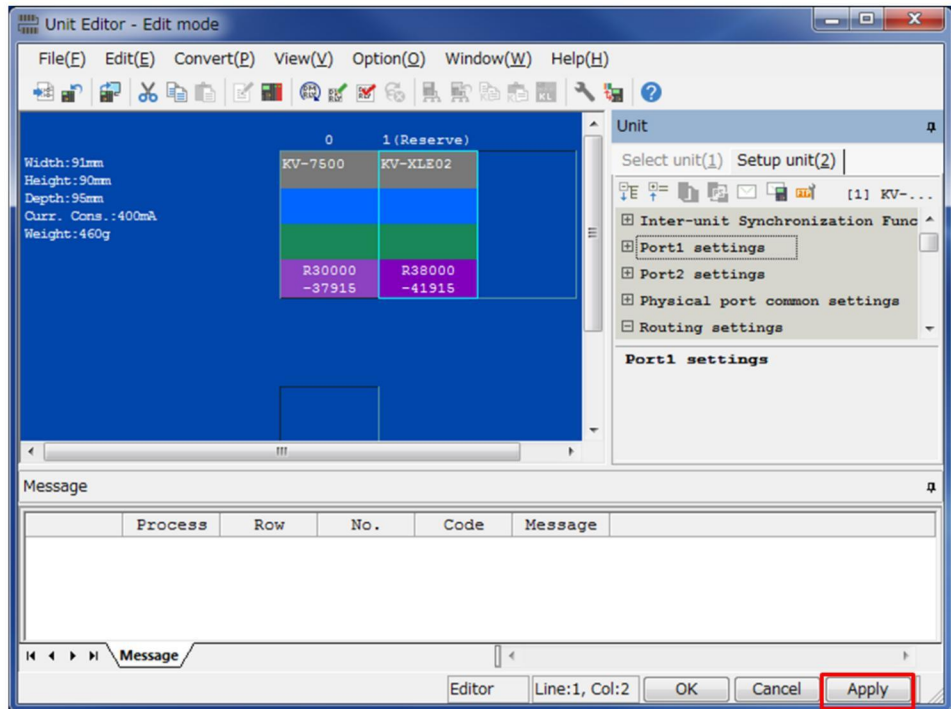 Unit Editor - Edit mode
File(F) Edit(E) Convert(P) View(V) Option(O) Window(W) Help(H)
0 1(Reserve)
Width:91mm
Height:90mm
Depth:95mm
Curr. Cons.:400mA
Weight:460g
KV-7500 KV-XLE02
R30000 R38000
-37915 -41915
Unit
Select unit(1) Setup unit(2)
[1] KV-...
Inter-unit Synchronization Func
Port1 settings
Port2 settings
Physical port common settings
Routing settings
Port1 settings
Message
Process Row No. Code Message
Message
Editor Line:1, Col:2 OK Cancel Apply